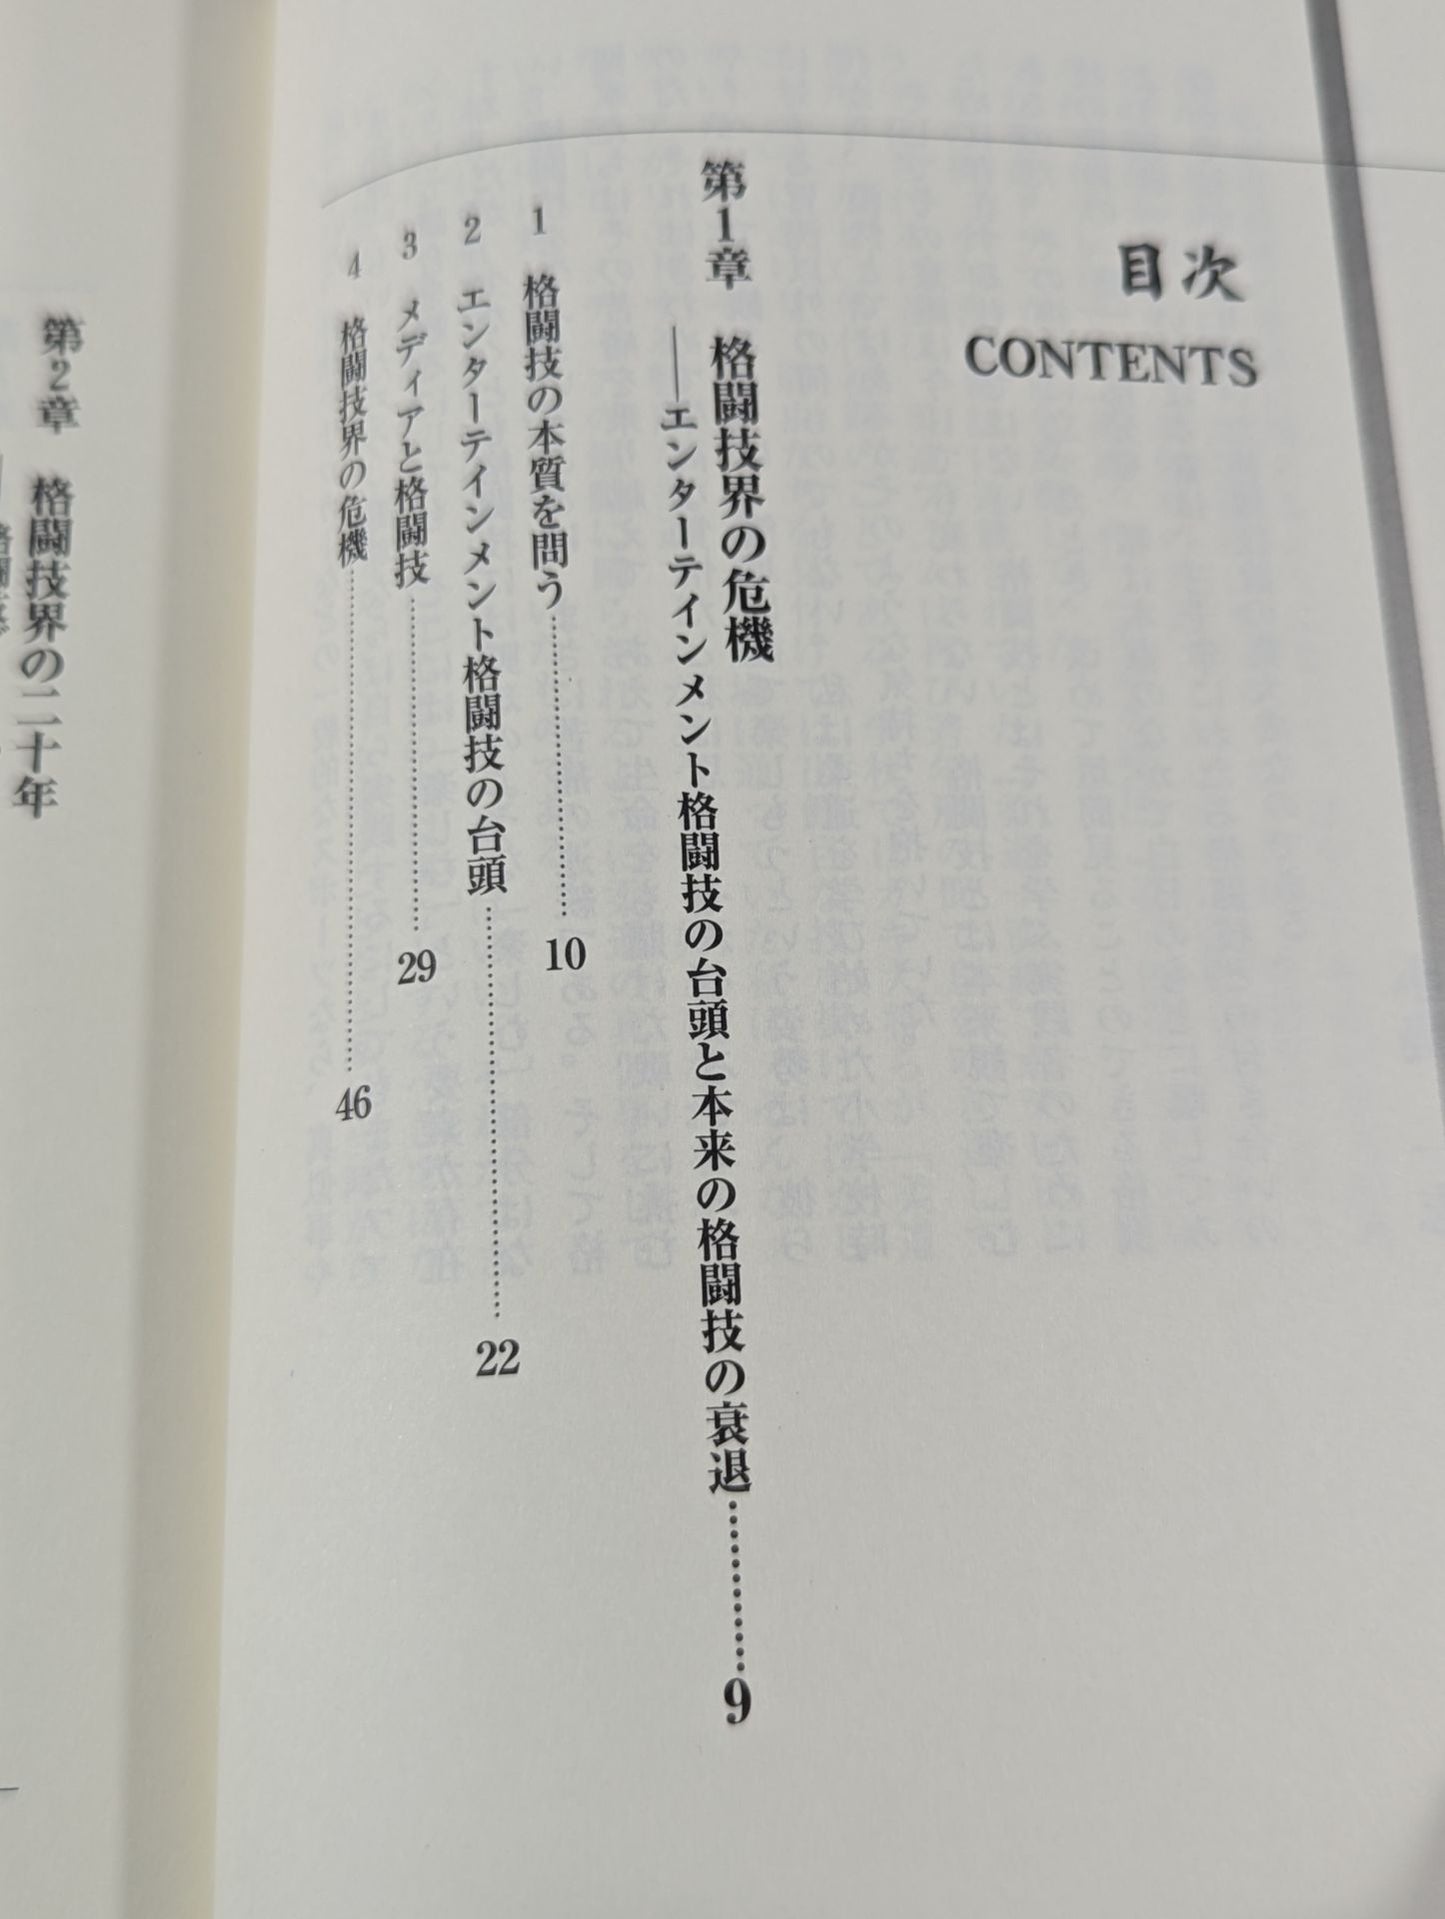 目次
CONTENTS
第1章 格闘技界の危機
——エンターテインメント格闘技の台頭と本来の格闘技の衰退…………9
1 格闘技の本質を問う…………10
2 エンターテインメント格闘技の台頭…………22
3 メディアと格闘技…………29
4 格闘技界の危機…………46
第2章 格闘技界の二十年